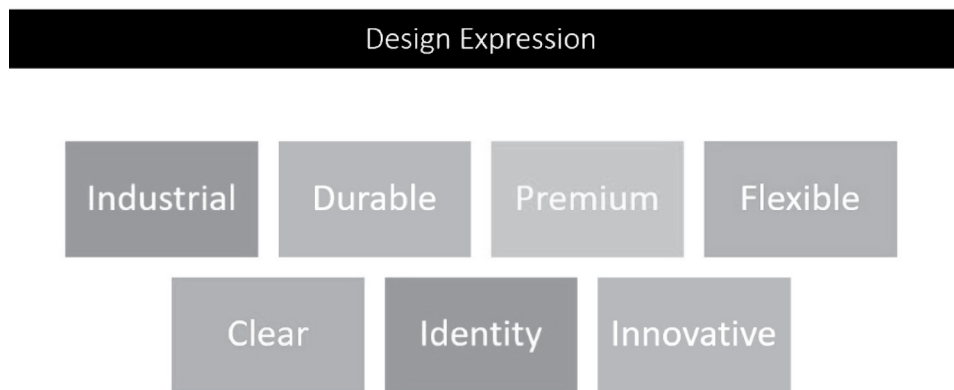 Design Expression
Industrial Durable Premium Flexible
Clear Identity Innovative